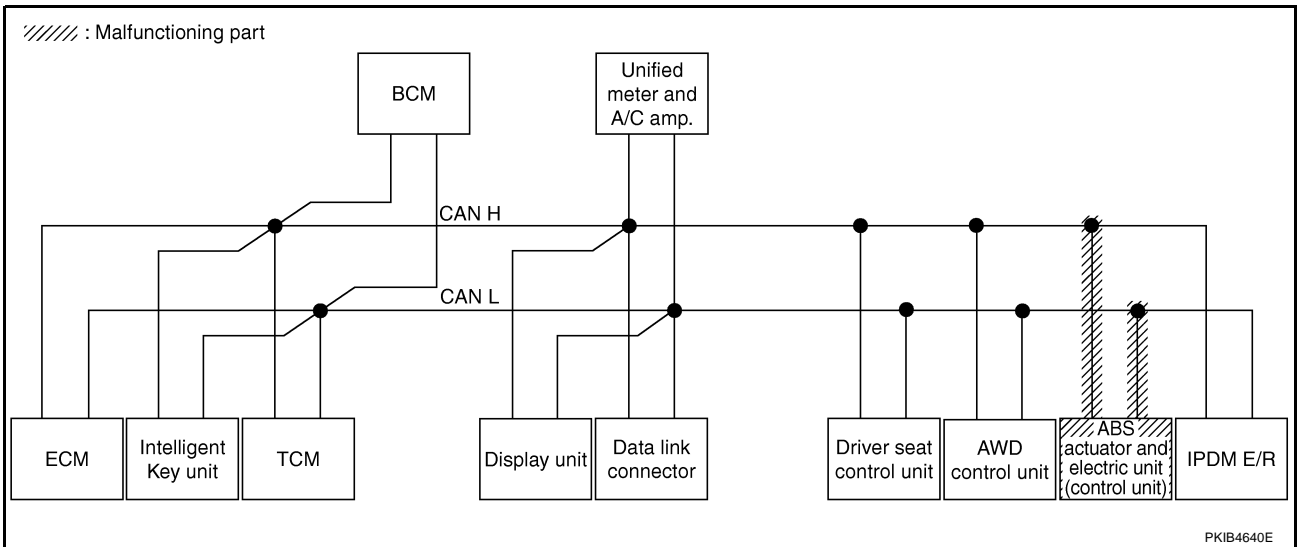 : Malfunctioning part
BCM
Unified
meter and
A/C amp.
CAN H
CAN L
ECM
Intelligent
Key unit
TCM
Display unit
Data link
connector
Driver seat
control unit
AWD
control unit
ABS
actuator and
electric unit
(control unit)
IPDM E/R
PKIB4640E